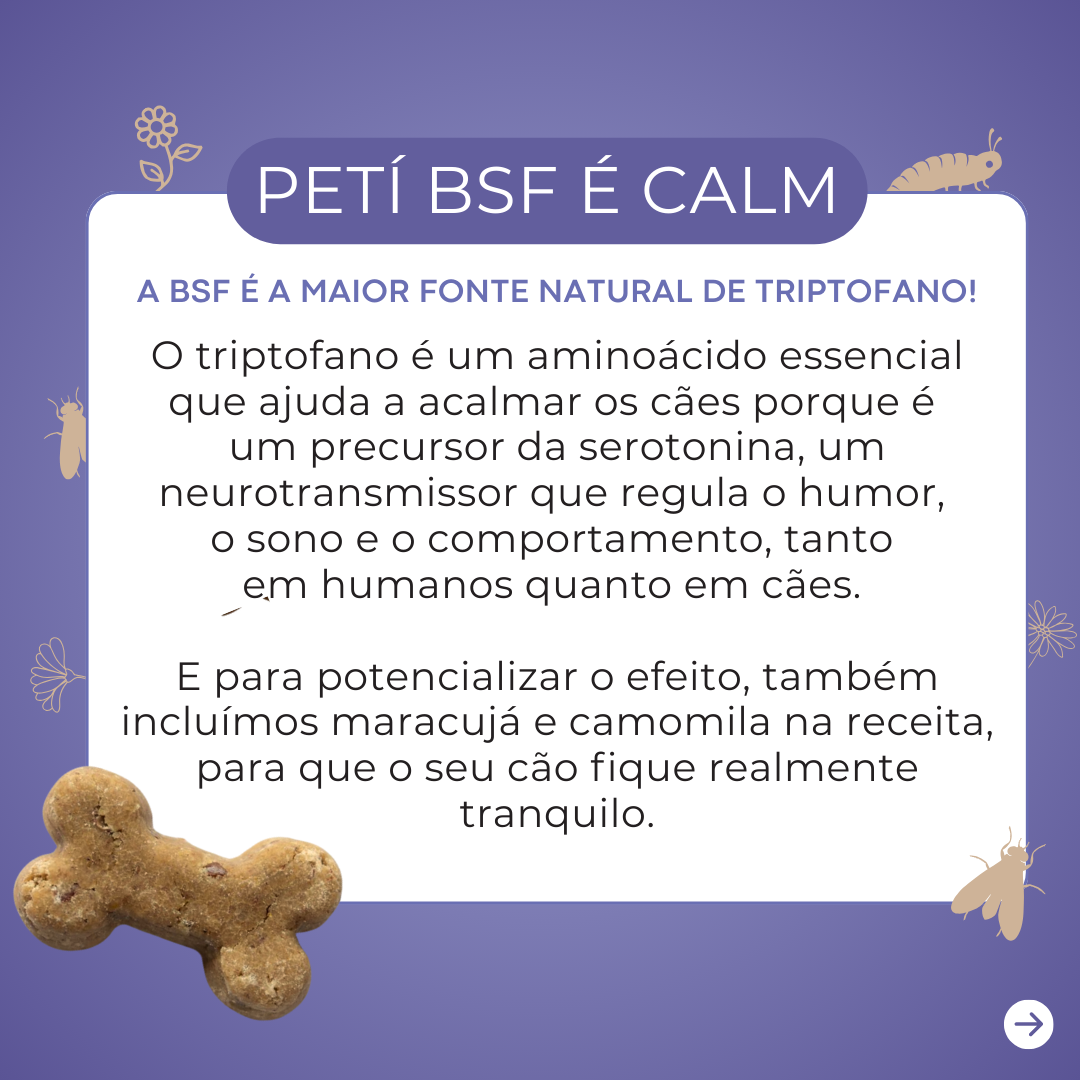 PETÍ BSF É CALM
A BSF É A MAIOR FONTE NATURAL DE TRIPTOFANO!
O triptofano é um aminoácido essencial
que ajuda a acalmar os cães porque é
um precursor da serotonina, um
neurotransmissor que regula o humor,
o sono e o comportamento, tanto
em humanos quanto em cães.
E para potencializar o efeito, também
incluímos maracujá e camomila na receita,
para que o seu cão fique realmente
tranquilo.